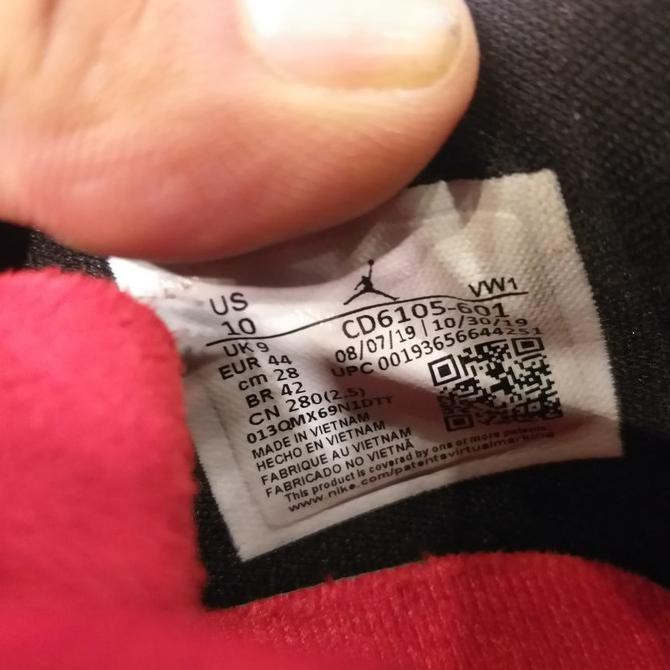 US
10
VW1
CD6105-601
08/07/19 | 10/30/19
UPC 00193656644251
UK 9
EUR 44
cm 28
BR 42
CN 280(2.5)
013QMX69N1DTT
MADE IN VIETNAM
HECHO EN VIETNAM
FABRIQUE AU VIETNAM
FABRICADO NO VIETNÃ
This product is covered by one or more patents.
www.nike.com/patentsvirtualmarking